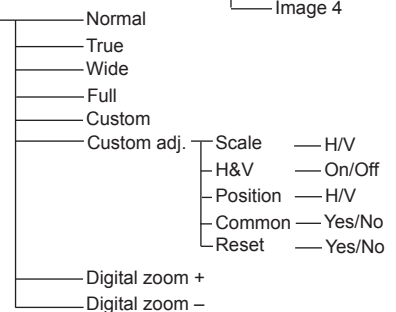 Image 4
Normal
True
Wide
Full
Custom
Custom adj. Scale H/V
H&V On/Off
Position H/V
Common Yes/No
Reset Yes/No
Digital zoom +
Digital zoom –